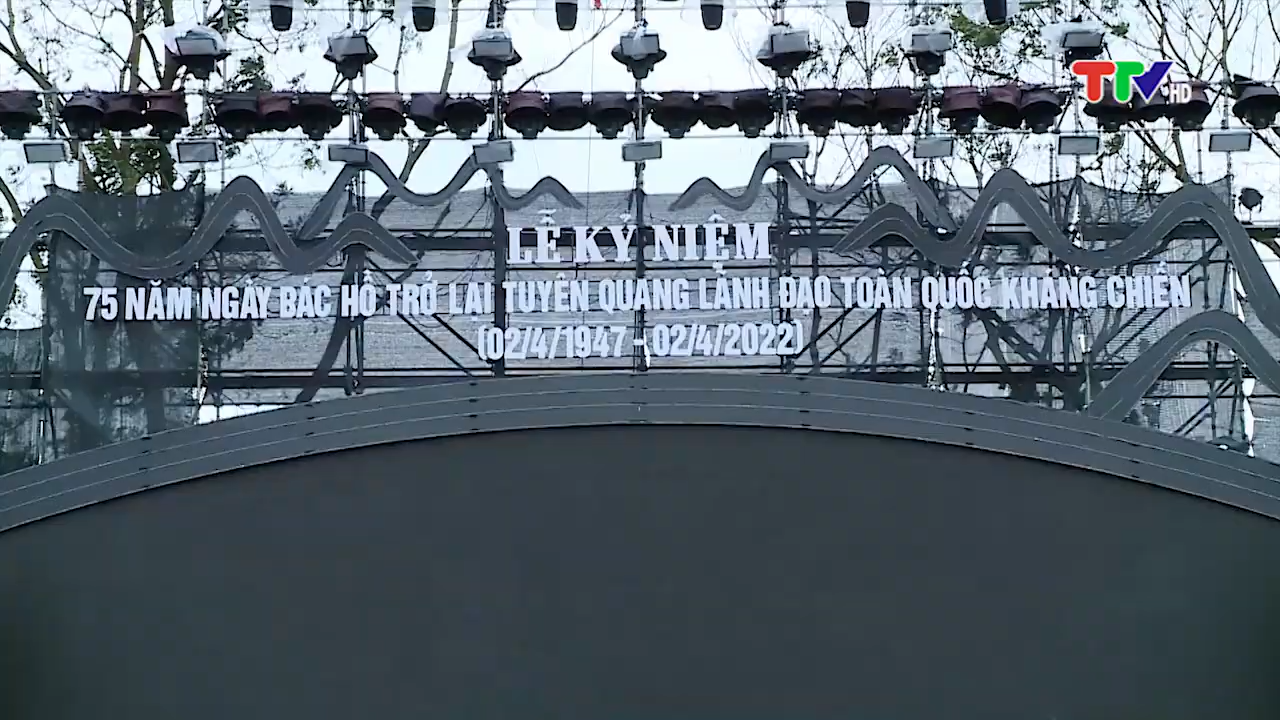 TTV HD
LỄ KỶ NIỆM
75 NĂM NGÀY BÁC HỒ TRỞ LẠI TUYÊN QUANG LÃNH ĐẠO TOÀN QUỐC KHÁNG CHIẾN
(02/4/1947 - 02/4/2022)